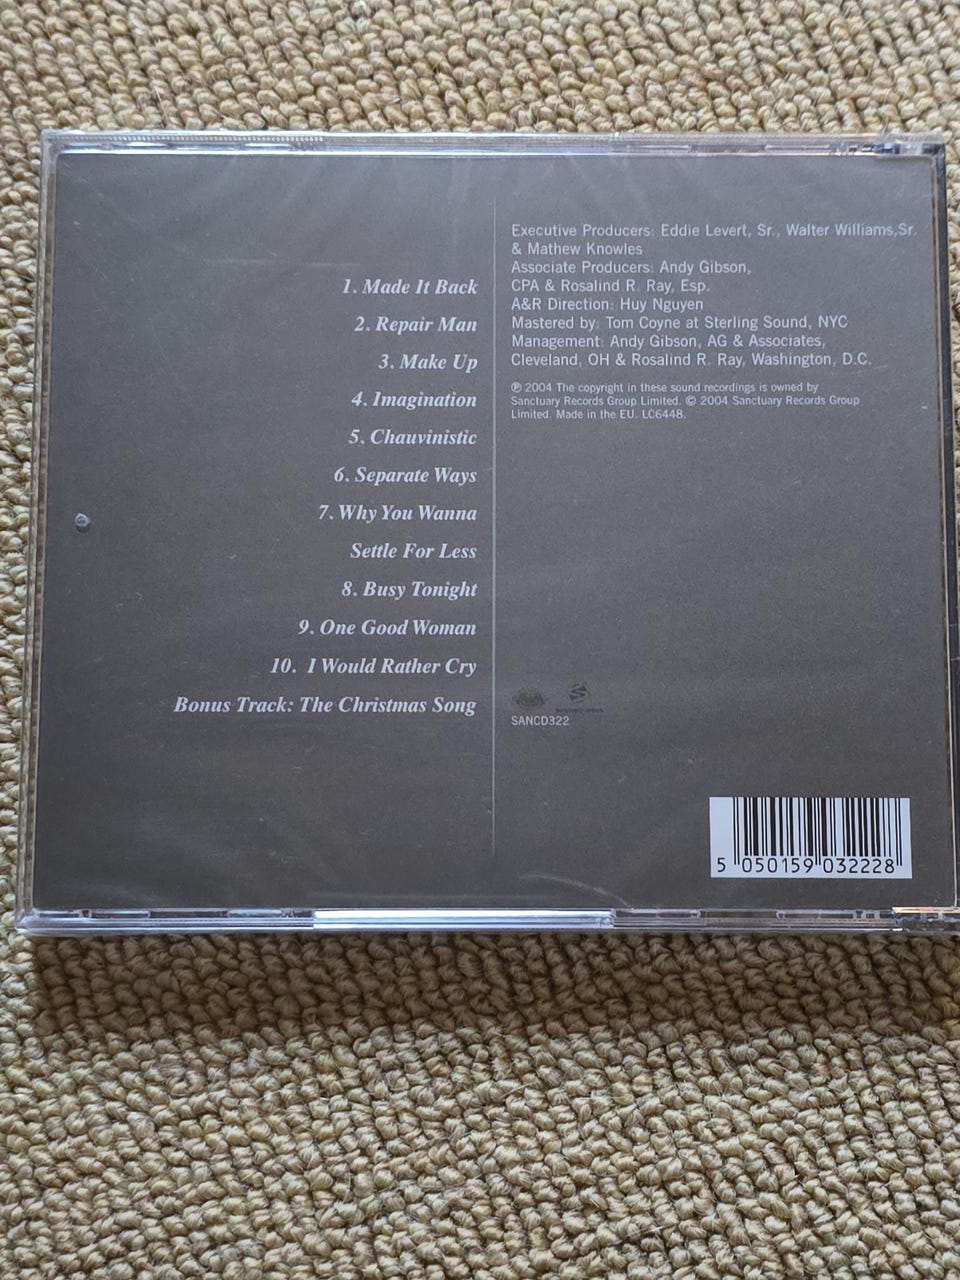 1. Made It Back
2. Repair Man
3. Make Up
4. Imagination
5. Chauvinistic
6. Separate Ways
7. Why You Wanna
Settle For Less
8. Busy Tonight
9. One Good Woman
10. I Would Rather Cry
Bonus Track: The Christmas Song
Executive Producers: Eddie Levert, Sr., Walter Williams,Sr.
& Mathew Knowles
Associate Producers: Andy Gibson,
CPA & Rosalind R. Ray, Esp.
A&R Direction: Huy Nguyen
Mastered by: Tom Coyne at Sterling Sound, NYC
Management: Andy Gibson, AG & Associates,
Cleveland, OH & Rosalind R. Ray, Washington, D.C.
℗ 2004 The copyright in these sound recordings is owned by
Sanctuary Records Group Limited. © 2004 Sanctuary Records Group
Limited. Made in the EU. LC6448.
SANCD322
5 050159 032228